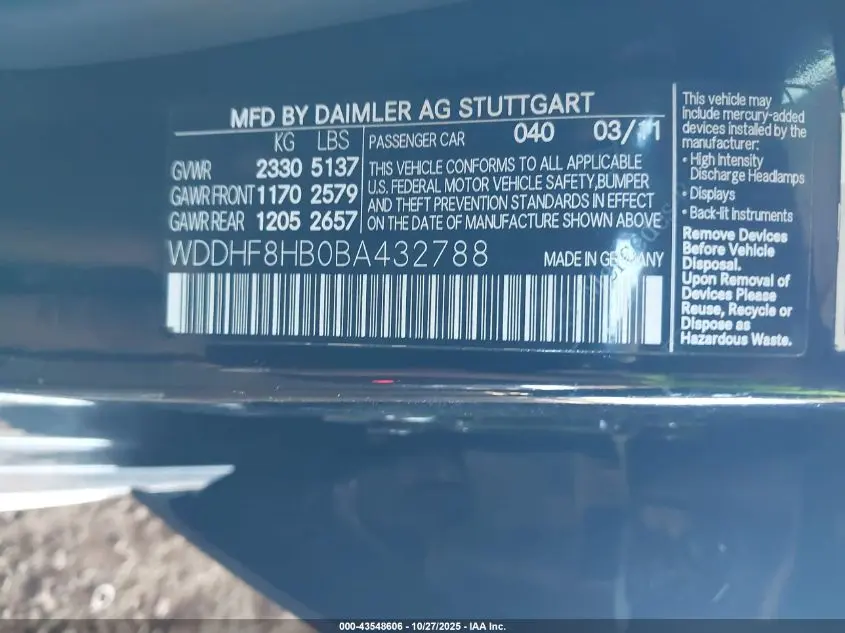 MFD BY DAIMLER AG STUTTGART
KG LBS
GVWR 2330 5137
GAWR FRONT 1170 2579
GAWR REAR 1205 2657
PASSENGER CAR 040 03/11
THIS VEHICLE CONFORMS TO ALL APPLICABLE
U.S. FEDERAL MOTOR VEHICLE SAFETY,BUMPER
AND THEFT PREVENTION STANDARDS IN EFFECT
ON THE DATE OF MANUFACTURE SHOWN ABOVE
WDDHF8HB0BA432788 MADE IN GERMANY
This vehicle may
include mercury-added
devices installed by the
manufacturer:
• High Intensity
Discharge Headlamps
• Displays
• Back-lit Instruments
Remove Devices
Before Vehicle
Disposal.
Upon Removal of
Devices Please
Reuse, Recycle or
Dispose as
Hazardous Waste.
000-43548606 | 10/27/2025 - IAA Inc.